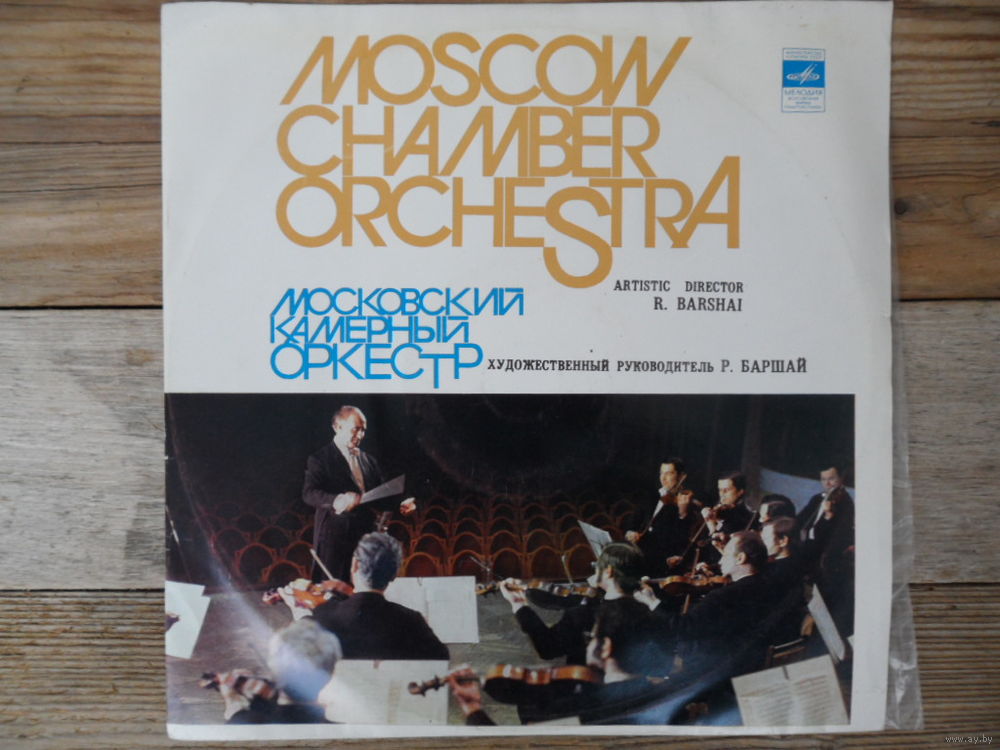 MOSCOW
CHAMBER
ORCHESTRA
МЕЛОДИЯ
ARTISTIC DIRECTOR
R. BARSHAI
МОСКОВСКИЙ
КАМЕРНЫЙ
ОРКЕСТР
ХУДОЖЕСТВЕННЫЙ РУКОВОДИТЕЛЬ Р. БАРШАЙ
www.ay.by